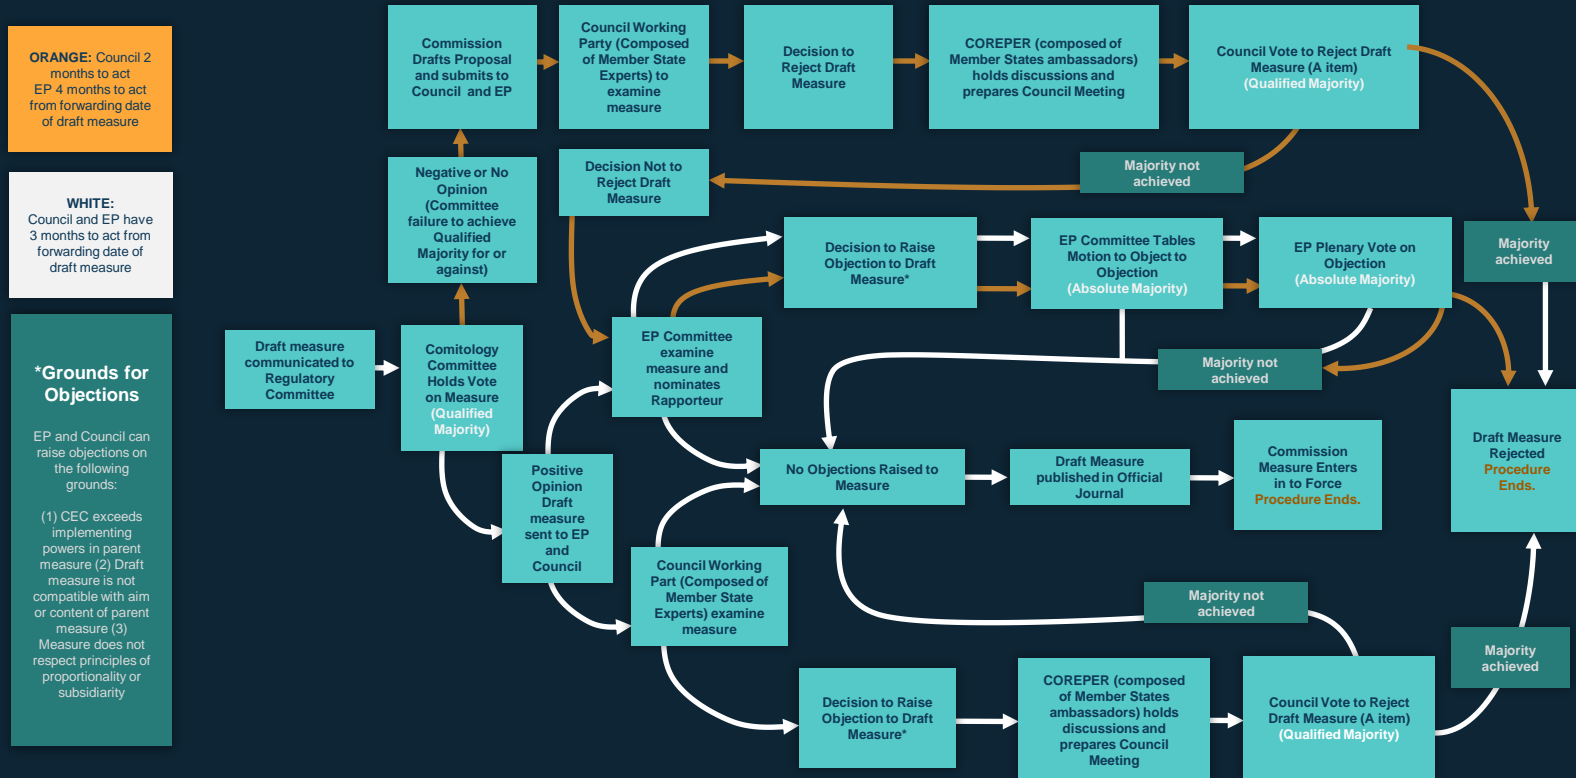 ORANGE: Council 2
months to act
EP 4 months to act
from forwarding date
of draft measure
WHITE:
Council and EP have
3 months to act from
forwarding date of
draft measure
*Grounds for
Objections
EP and Council can
raise objections on
the following
grounds:
(1) CEC exceeds
implementing
powers in parent
measure (2) Draft
measure is not
compatible with aim
or content of parent
measure (3)
Measure does not
respect principles of
proportionality or
subsidiarity
Commission
Drafts Proposal
and submits to
Council and EP
Council Working
Party (Composed
of Member State
Experts) to
examine
measure
Decision to
Reject Draft
Measure
COREPER (composed of
Member States ambassadors)
holds discussions and
prepares Council Meeting
Council Vote to Reject Draft
Measure (A item)
(Qualified Majority)
Negative or No
Opinion
(Committee
failure to achieve
Qualified
Majority for or
against)
Decision Not to
Reject Draft
Measure
Majority not
achieved
Decision to Raise
Objection to Draft
Measure*
EP Committee Tables
Motion to Object to
Objection
(Absolute Majority)
EP Plenary Vote on
Objection
(Absolute Majority)
Majority
achieved
Draft measure
communicated to
Regulatory
Committee
Comitology
Committee
Holds Vote
on Measure
(Qualified
Majority)
EP Committee
examine
measure and
nominates
Rapporteur
Majority not
achieved
Positive
Opinion
Draft
measure
sent to EP
and
Council
No Objections Raised to
Measure
Draft Measure
published in Official
Journal
Commission
Measure Enters
in to Force
Procedure Ends.
Draft Measure
Rejected
Procedure
Ends.
Council Working
Part (Composed of
Member State
Experts) examine
measure
Majority not
achieved
Majority
achieved
Decision to Raise
Objection to Draft
Measure*
COREPER (composed
of Member States
ambassadors) holds
discussions and
prepares Council
Meeting
Council Vote to Reject
Draft Measure (A item)
(Qualified Majority)